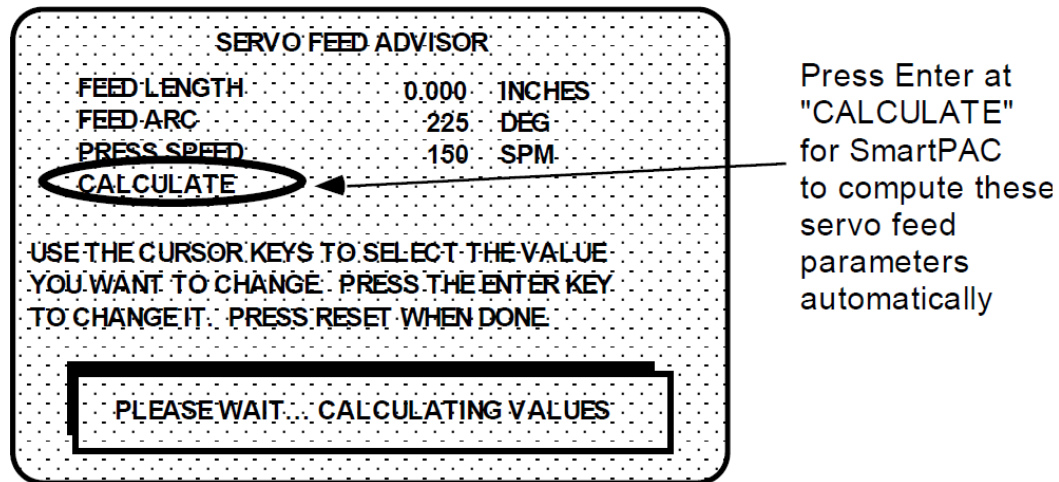 SERVO FEED ADVISOR
FEED LENGTH 0.000 INCHES
FEED ARC 225 DEG
PRESS SPEED 150 SPM
CALCULATE
USE THE CURSOR KEYS TO SELECT THE VALUE
YOU WANT TO CHANGE. PRESS THE ENTER KEY
TO CHANGE IT. PRESS RESET WHEN DONE.
PLEASE WAIT... CALCULATING VALUES
Press Enter at
"CALCULATE"
for SmartPAC
to compute these
servo feed
parameters
automatically